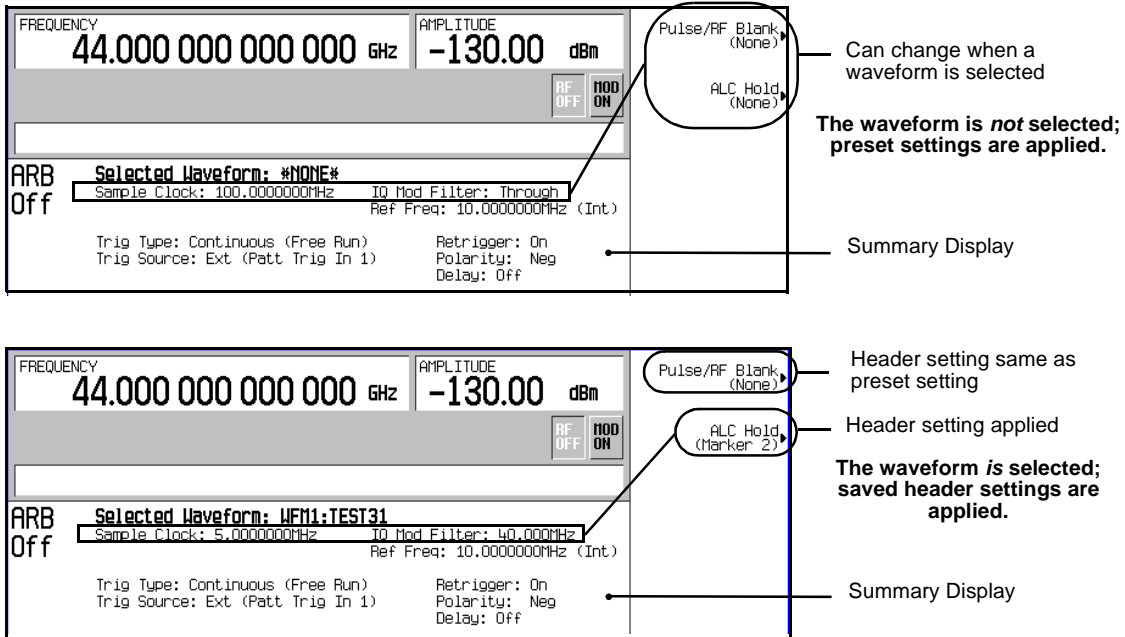 FREQUENCY
44.000 000 000 000 GHz
AMPLITUDE
-130.00 dBm
RF OFF
MOD ON
Pulse/RF Blank
(None)
ALC Hold
(None)
Can change when a
waveform is selected
The waveform is not selected;
preset settings are applied.
ARB
Off
Selected Waveform: *NONE*
Sample Clock: 100.0000000MHz IQ Mod Filter: Through
Ref Freq: 10.0000000MHz (Int)
Trig Type: Continuous (Free Run) Retrigger: On
Trig Source: Ext (Patt Trig In 1) Polarity: Neg
Delay: Off
Summary Display
FREQUENCY
44.000 000 000 000 GHz
AMPLITUDE
-130.00 dBm
RF OFF
MOD ON
Pulse/RF Blank
(None)
ALC Hold
(Marker 2)
Header setting same as
preset setting
Header setting applied
The waveform is selected;
saved header settings are
applied.
ARB
Off
Selected Waveform: WFM1:TEST31
Sample Clock: 5.0000000MHz IQ Mod Filter: 40.000MHz
Ref Freq: 10.0000000MHz (Int)
Trig Type: Continuous (Free Run) Retrigger: On
Trig Source: Ext (Patt Trig In 1) Polarity: Neg
Delay: Off
Summary Display